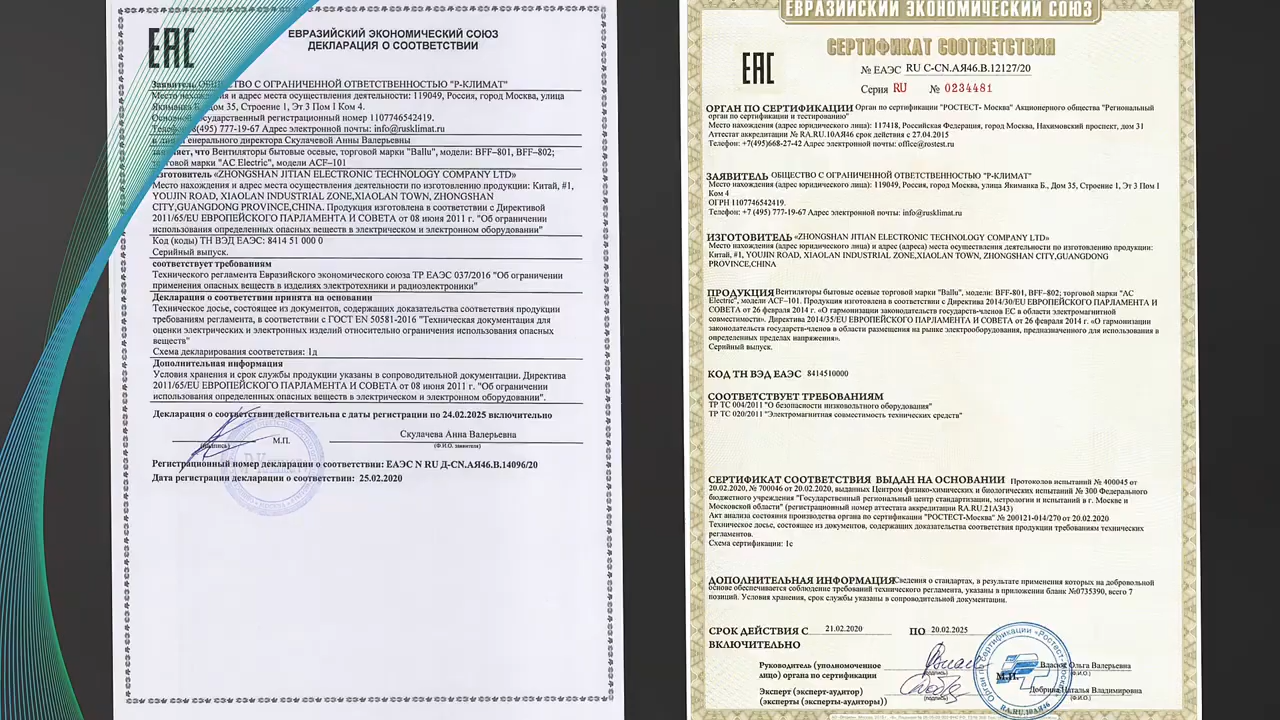 ЕАС
ЕВРАЗИЙСКИЙ ЭКОНОМИЧЕСКИЙ СОЮЗ
ДЕКЛАРАЦИЯ О СООТВЕТСТВИИ
Заявитель ОБЩЕСТВО С ОГРАНИЧЕННОЙ ОТВЕТСТВЕННОСТЬЮ "Р-КЛИМАТ"
Место нахождения и адрес места осуществления деятельности: 119049, Россия, город Москва, улица
Якиманка Б., Дом 35, Строение 1, Эт 3 Пом I Ком 4.
Основной государственный регистрационный номер 1107746542419.
Телефон: +7(495) 777-19-67 Адрес электронной почты: info@rusklimat.ru
в лице Генерального директора Скулачевой Анны Валерьевны
заявляет, что Вентиляторы бытовые осевые, торговой марки "Ballu", модели: BFF-801, BFF-802;
торговой марки "AC Electric", модели ACF-101
Изготовитель «ZHONGSHAN JITIAN ELECTRONIC TECHNOLOGY COMPANY LTD»
Место нахождения и адрес места осуществления деятельности по изготовлению продукции: Китай, #1,
YOUJIN ROAD, XIAOLAN INDUSTRIAL ZONE,XIAOLAN TOWN, ZHONGSHAN
CITY,GUANGDONG PROVINCE,CHINA. Продукция изготовлена в соответствии с Директивой
2011/65/EU ЕВРОПЕЙСКОГО ПАРЛАМЕНТА И СОВЕТА от 08 июня 2011 г. "Об ограничении
использования определенных опасных веществ в электрическом и электронном оборудовании"
Код (коды) ТН ВЭД ЕАЭС: 8414 51 000 0
Серийный выпуск.
соответствует требованиям
Технического регламента Евразийского экономического союза ТР ЕАЭС 037/2016 "Об ограничении
применения опасных веществ в изделиях электротехники и радиоэлектроники"
Декларация о соответствии принята на основании
Техническое досье, состоящее из документов, содержащих доказательства соответствия продукции
требованиям регламента, в соответствии с ГОСТ EN 50581-2016 "Техническая документация для
оценки электрических и электронных изделий относительно ограничения использования опасных
веществ"
Схема декларирования соответствия: 1д
Дополнительная информация
Условия хранения и срок службы продукции указаны в сопроводительной документации. Директива
2011/65/EU ЕВРОПЕЙСКОГО ПАРЛАМЕНТА И СОВЕТА от 08 июня 2011 г. "Об ограничении
использования определенных опасных веществ в электрическом и электронном оборудовании".
Декларация о соответствии действительна с даты регистрации по 24.02.2025 включительно
Скулачева Анна Валерьевна
(подпись) М.П. (Ф.И.О. заявителя)
Регистрационный номер декларации о соответствии: ЕАЭС N RU Д-CN.АЯ46.В.14096/20
Дата регистрации декларации о соответствии: 25.02.2020
ЕВРАЗИЙСКИЙ ЭКОНОМИЧЕСКИЙ СОЮЗ
ЕАС
СЕРТИФИКАТ СООТВЕТСТВИЯ
№ ЕАЭС RU C-CN.АЯ46.В.12127/20
Серия RU № 0234481
ОРГАН ПО СЕРТИФИКАЦИИ Орган по сертификации "РОСТЕСТ- Москва" Акционерного общества "Региональный
орган по сертификации и тестированию"
Место нахождения (адрес юридического лица): 117418, Российская Федерация, город Москва, Нахимовский проспект, дом 31
Аттестат аккредитации № RA.RU.10АЯ46 срок действия с 27.04.2015
Телефон: +7(495)668-27-42 Адрес электронной почты: office@rostest.ru
ЗАЯВИТЕЛЬ ОБЩЕСТВО С ОГРАНИЧЕННОЙ ОТВЕТСТВЕННОСТЬЮ "Р-КЛИМАТ"
Место нахождения (адрес юридического лица): 119049, Россия, город Москва, улица Якиманка Б., Дом 35, Строение 1, Эт 3 Пом I
Ком 4
ОГРН 1107746542419.
Телефон: +7 (495) 777-19-67 Адрес электронной почты: info@rusklimat.ru
ИЗГОТОВИТЕЛЬ «ZHONGSHAN JITIAN ELECTRONIC TECHNOLOGY COMPANY LTD»
Место нахождения (адрес юридического лица) и адрес (адреса) места осуществления деятельности по изготовлению продукции:
Китай, #1, YOUJIN ROAD, XIAOLAN INDUSTRIAL ZONE,XIAOLAN TOWN, ZHONGSHAN CITY,GUANGDONG
PROVINCE,CHINA
ПРОДУКЦИЯ Вентиляторы бытовые осевые торговой марки "Ballu", модели: BFF-801, BFF-802; торговой марки "AC
Electric", модели ACF-101. Продукция изготовлена в соответствии с Директива 2014/30/EU ЕВРОПЕЙСКОГО ПАРЛАМЕНТА И
СОВЕТА от 26 февраля 2014 г. «О гармонизации законодательств государств-членов ЕС в области электромагнитной
совместимости». Директива 2014/35/EU ЕВРОПЕЙСКОГО ПАРЛАМЕНТА И СОВЕТА от 26 февраля 2014 г. «О гармонизации
законодательств государств-членов в области размещения на рынке электрооборудования, предназначенного для использования в
определенных пределах напряжения».
Серийный выпуск.
КОД ТН ВЭД ЕАЭС 8414510000
СООТВЕТСТВУЕТ ТРЕБОВАНИЯМ
ТР ТС 004/2011 "О безопасности низковольтного оборудования"
ТР ТС 020/2011 "Электромагнитная совместимость технических средств"
СЕРТИФИКАТ СООТВЕТСТВИЯ ВЫДАН НА ОСНОВАНИИ Протоколов испытаний № 400045 от
20.02.2020, № 700046 от 20.02.2020, выданных Центром физико-химических и биологических испытаний № 300 Федерального
бюджетного учреждения "Государственный региональный центр стандартизации, метрологии и испытаний в г. Москве и
Московской области" (регистрационный номер аттестата аккредитации RA.RU.21АЗ43)
Акт анализа состояния производства органа по сертификации "РОСТЕСТ-Москва" № 200121-014/270 от 20.02.2020
Техническое досье, состоящее из документов, содержащих доказательства соответствия продукции требованиям технических
регламентов.
Схема сертификации: 1с
ДОПОЛНИТЕЛЬНАЯ ИНФОРМАЦИЯ Сведения о стандартах, в результате применения которых на добровольной
основе обеспечивается соблюдение требований технического регламента, указаны в приложении бланк №0735390, всего 7
позиций. Условия хранения, срок службы указаны в сопроводительной документации.
СРОК ДЕЙСТВИЯ С 21.02.2020 ПО 20.02.2025
ВКЛЮЧИТЕЛЬНО
Руководитель (уполномоченное
лицо) органа по сертификации (подпись) Власюк Ольга Валерьевна (Ф.И.О.)
М.П.
Эксперт (эксперт-аудитор)
(эксперты (эксперты-аудиторы)) (подпись) Добрина Наталья Владимировна (Ф.И.О.)
RA.RU.10АЯ46